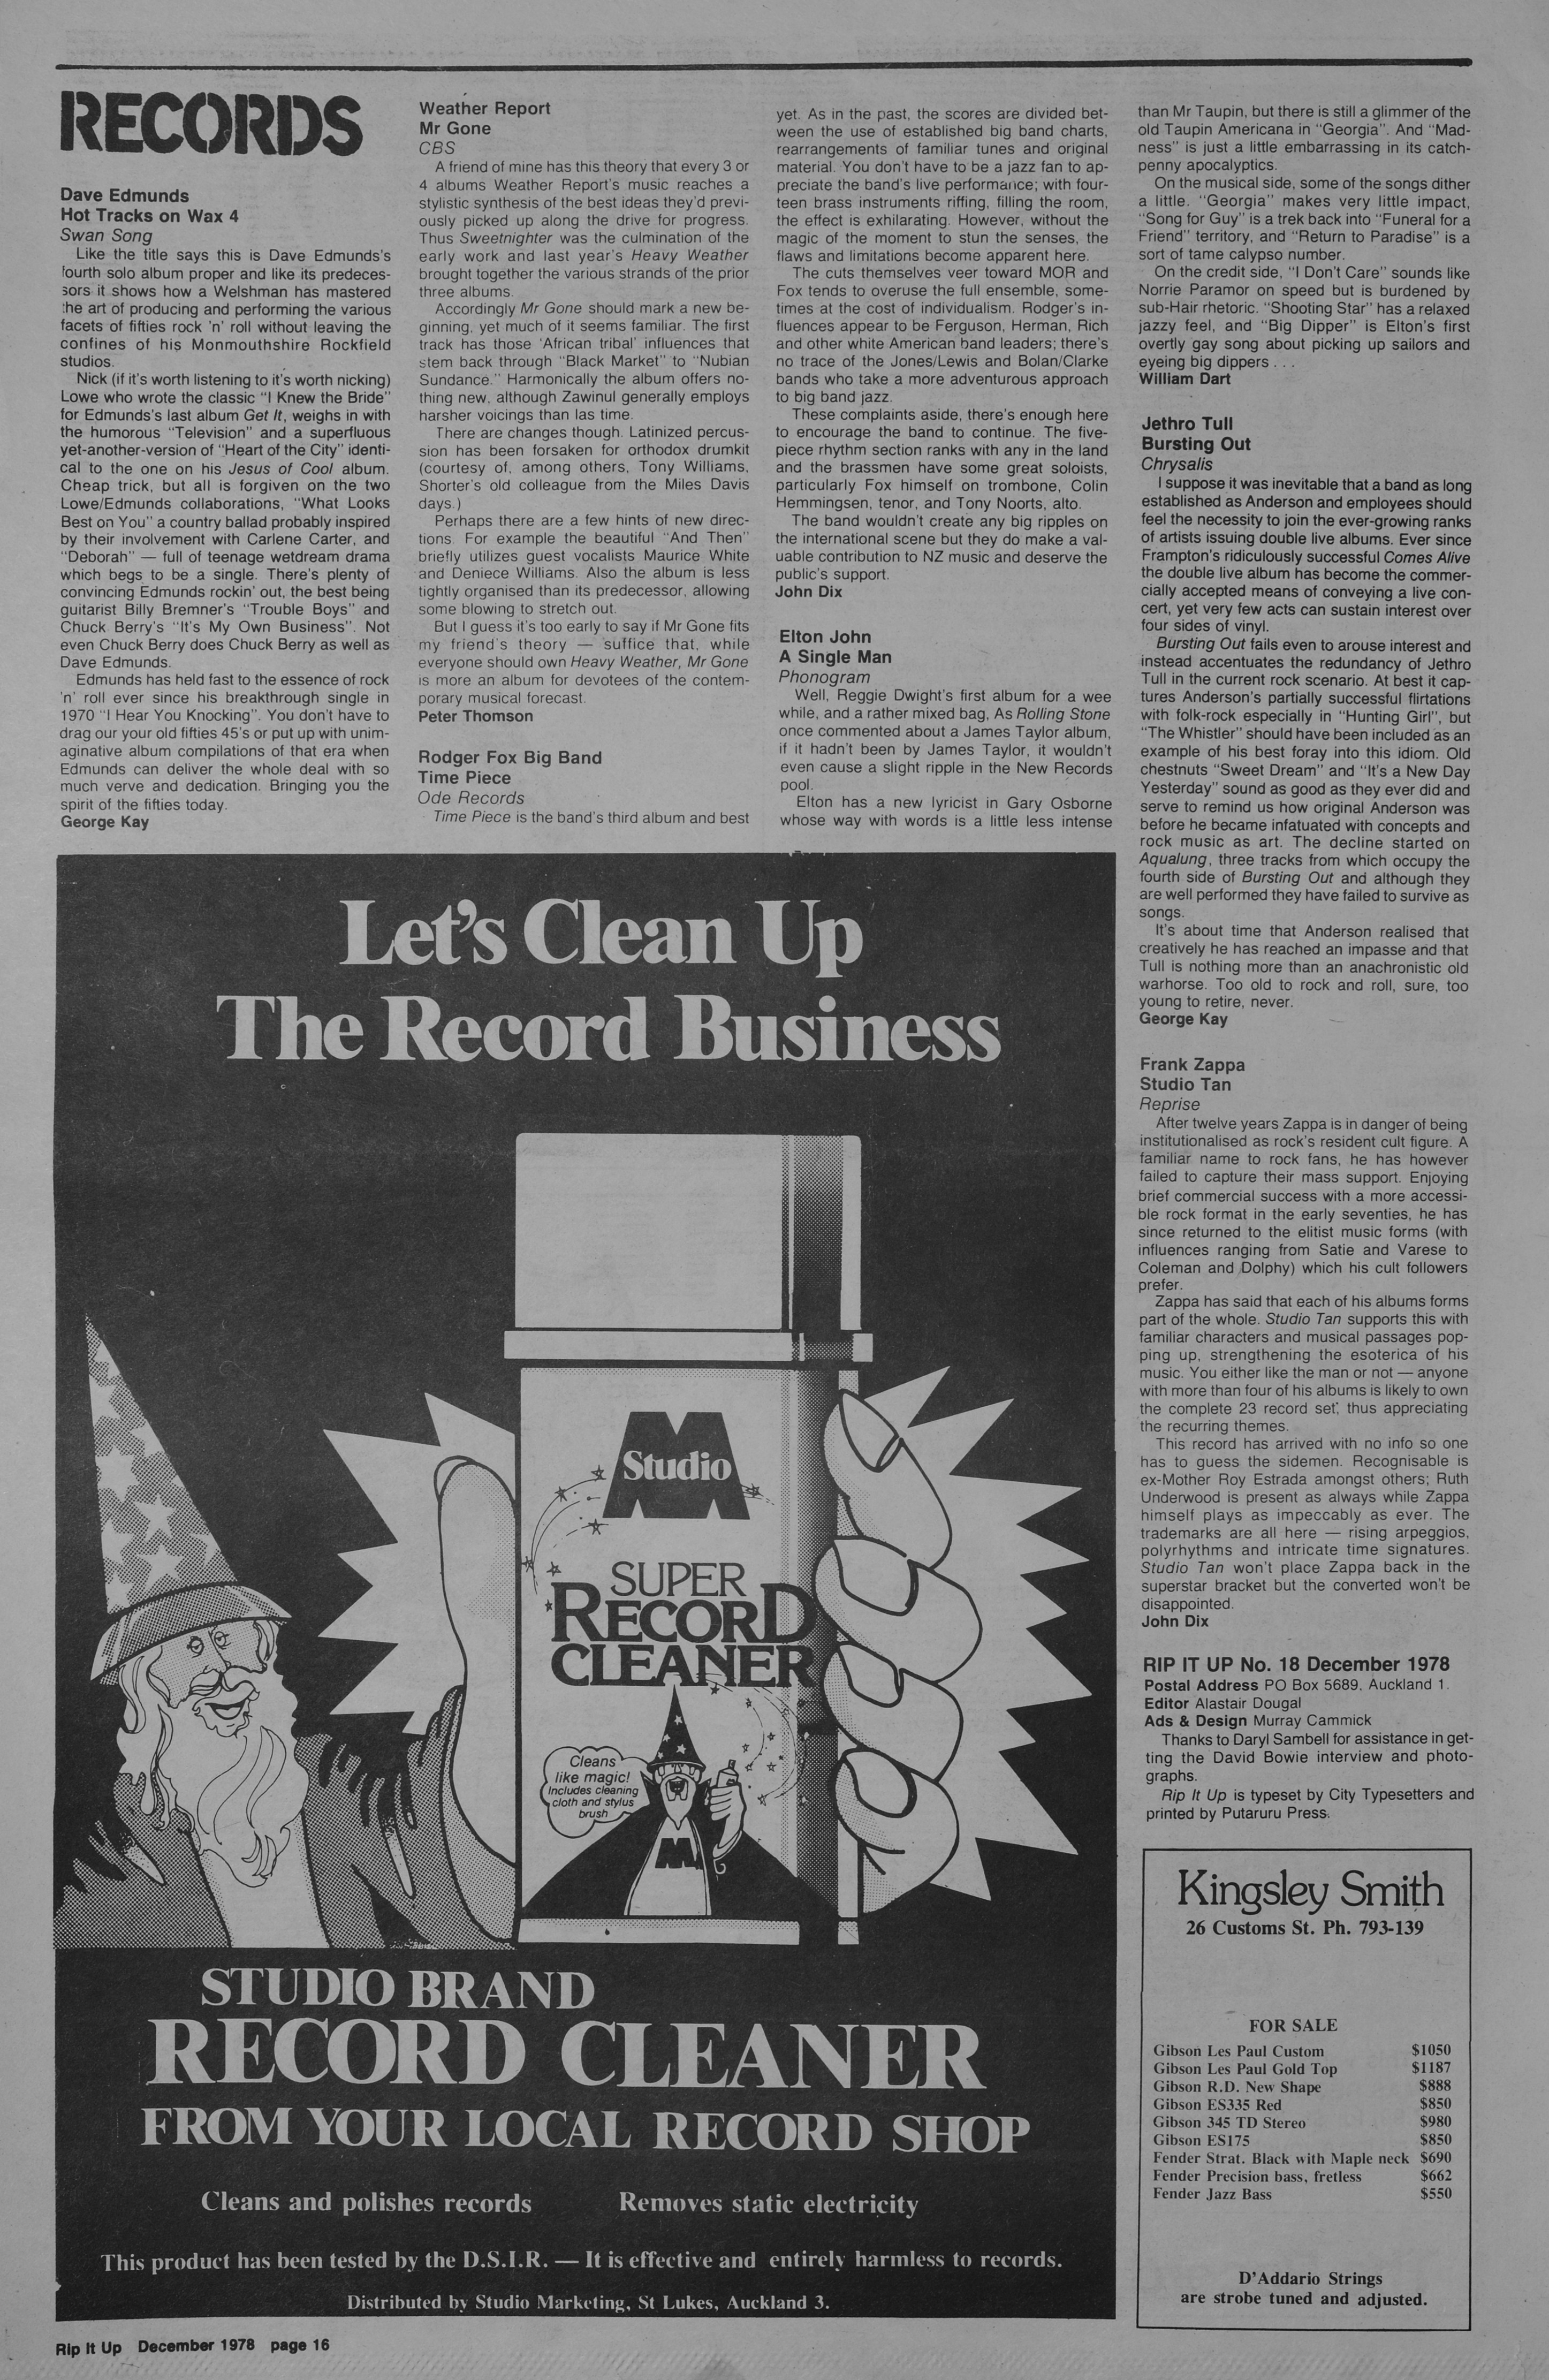 RECORDS
Dave Edmunds
Hot Tracks on Wax 4
Swan Song
Like the title says this is Dave Edmunds's
fourth solo album proper and like its predeces-
sors it shows how a Welshman has mastered
the art of producing and performing the various
facets of fifties rock 'n' roll without leaving the
confines of his Monmouthshire Rockfield
studios.
Nick (if it's worth listening to it's worth nicking)
Lowe who wrote the classic "I Knew the Bride"
for Edmunds's last album Get It, weighs in with
the humorous "Television" and a superfluous
yet-another-version of "Heart of the City" identi-
cal to the one on his Jesus of Cool album.
Cheap trick, but all is forgiven on the two
Lowe/Edmunds collaborations, "What Looks
Best on You" a country ballad probably inspired
by their involvement with Carlene Carter, and
"Deborah" — full of teenage wetdream drama
which begs to be a single. There's plenty of
convincing Edmunds rockin' out, the best being
guitarist Billy Bremner's "Trouble Boys" and
Chuck Berry's "It's My Own Business". Not
even Chuck Berry does Chuck Berry as well as
Dave Edmunds.
Edmunds has held fast to the essence of rock
'n' roll ever since his breakthrough single in
1970 "I Hear You Knocking". You don't have to
drag our your old fifties 45's or put up with unim-
aginative album compilations of that era when
Edmunds can deliver the whole deal with so
much verve and dedication. Bringing you the
spirit of the fifties today.
George Kay
Weather Report
Mr Gone
CBS
A friend of mine has this theory that every 3 or
4 albums Weather Report's music reaches a
stylistic synthesis of the best ideas they'd previ-
ously picked up along the drive for progress.
Thus Sweetnighter was the culmination of the
early work and last year's Heavy Weather
brought together the various strands of the prior
three albums.
Accordingly Mr Gone should mark a new be-
ginning, yet much of it seems familiar. The first
track has those 'African tribal' influences that
stem back through "Black Market" to "Nubian
Sundance." Harmonically the album offers no-
thing new, although Zawinul generally employs
harsher voicings than las time.
There are changes though. Latinized percus-
sion has been forsaken for orthodox drumkit
(courtesy of, among others, Tony Williams,
Shorter's old colleague from the Miles Davis
days.)
Perhaps there are a few hints of new direc-
tions. For example the beautiful "And Then"
briefly utilizes guest vocalists Maurice White
and Deniece Williams. Also the album is less
tightly organised than its predecessor, allowing
some blowing to stretch out.
But I guess it's too early to say if Mr Gone fits
my friend's theory — suffice that, while
everyone should own Heavy Weather, Mr Gone
is more an album for devotees of the contem-
porary musical forecast.
Peter Thomson
Rodger Fox Big Band
Time Piece
Ode Records
Time Piece is the band's third album and best
yet. As in the past, the scores are divided bet-
ween the use of established big band charts,
rearrangements of familiar tunes and original
material. You don't have to be a jazz fan to ap-
preciate the band's live performance; with four-
teen brass instruments riffing, filling the room,
the effect is exhilarating. However, without the
magic of the moment to stun the senses, the
flaws and limitations become apparent here.
The cuts themselves veer toward MOR and
Fox tends to overuse the full ensemble, some-
times at the cost of individualism. Rodger's in-
fluences appear to be Ferguson, Herman, Rich
and other white American band leaders; there's
no trace of the Jones/Lewis and Bolan/Clarke
bands who take a more adventurous approach
to big band jazz.
These complaints aside, there's enough here
to encourage the band to continue. The five-
piece rhythm section ranks with any in the land
and the brassmen have some great soloists,
particularly Fox himself on trombone, Colin
Hemmingsen, tenor, and Tony Noorts, alto.
The band wouldn't create any big ripples on
the international scene but they do make a val-
uable contribution to NZ music and deserve the
public's support.
John Dix
Elton John
A Single Man
Phonogram
Well, Reggie Dwight's first album for a wee
while, and a rather mixed bag, As Rolling Stone
once commented about a James Taylor album,
if it hadn't been by James Taylor, it wouldn't
even cause a slight ripple in the New Records
pool.
Elton has a new lyricist in Gary Osborne
whose way with words is a little less intense
than Mr Taupin, but there is still a glimmer of the
old Taupin Americana in "Georgia". And "Mad-
ness" is just a little embarrassing in its catch-
penny apocalyptics.
On the musical side, some of the songs dither
a little. "Georgia" makes very little impact,
"Song for Guy" is a trek back into "Funeral for a
Friend" territory, and "Return to Paradise" is a
sort of tame calypso number.
On the credit side, "I Don't Care" sounds like
Norrie Paramor on speed but is burdened by
sub-Hair rhetoric. "Shooting Star" has a relaxed
jazzy feel, and "Big Dipper" is Elton's first
overtly gay song about picking up sailors and
eyeing big dippers . . .
William Dart
Jethro Tull
Bursting Out
Chrysalis
I suppose it was inevitable that a band as long
established as Anderson and employees should
feel the necessity to join the ever-growing ranks
of artists issuing double live albums. Ever since
Frampton's ridiculously successful Comes Alive
the double live album has become the commer-
cially accepted means of conveying a live con-
cert, yet very few acts can sustain interest over
four sides of vinyl.
Bursting Out fails even to arouse interest and
instead accentuates the redundancy of Jethro
Tull in the current rock scenario. At best it cap-
tures Anderson's partially successful flirtations
with folk-rock especially in "Hunting Girl", but
"The Whistler" should have been included as an
example of his best foray into this idiom. Old
chestnuts "Sweet Dream" and "It's a New Day
Yesterday" sound as good as they ever did and
serve to remind us how original Anderson was
before he became infatuated with concepts and
rock music as art. The decline started on
Aqualung, three tracks from which occupy the
fourth side of Bursting Out and although they
are well performed they have failed to survive as
songs.
It's about time that Anderson realised that
creatively he has reached an impasse and that
Tull is nothing more than an anachronistic old
warhorse. Too old to rock and roll, sure, too
young to retire, never.
George Kay
Frank Zappa
Studio Tan
Reprise
After twelve years Zappa is in danger of being
institutionalised as rock's resident cult figure. A
familiar name to rock fans, he has however
failed to capture their mass support. Enjoying
brief commercial success with a more accessi-
ble rock format in the early seventies, he has
since returned to the elitist music forms (with
influences ranging from Satie and Varese to
Coleman and Dolphy) which his cult followers
prefer.
Zappa has said that each of his albums forms
part of the whole. Studio Tan supports this with
familiar characters and musical passages pop-
ping up, strengthening the esoterica of his
music. You either like the man or not — anyone
with more than four of his albums is likely to own
the complete 23 record set, thus appreciating
the recurring themes.
This record has arrived with no info so one
has to guess the sidemen. Recognisable is
ex-Mother Roy Estrada amongst others; Ruth
Underwood is present as always while Zappa
himself plays as impeccably as ever. The
trademarks are all here — rising arpeggios,
polyrhythms and intricate time signatures.
Studio Tan won't place Zappa back in the
superstar bracket but the converted won't be
disappointed.
John Dix
RIP IT UP No. 18 December 1978
Postal Address PO Box 5689, Auckland 1.
Editor Alastair Dougal
Ads & Design Murray Cammick
Thanks to Daryl Sambell for assistance in get-
ting the David Bowie interview and photo-
graphs.
Rip It Up is typeset by City Typesetters and
printed by Putaruru Press.
Let's Clean Up
The Record Business
M
Studio
SUPER
RECORD
CLEANER
Cleans
like magic!
Includes cleaning
cloth and stylus
brush
M
STUDIO BRAND
RECORD CLEANER
FROM YOUR LOCAL RECORD SHOP
Cleans and polishes records Removes static electricity
This product has been tested by the D.S.I.R. — It is effective and entirely harmless to records.
Distributed by Studio Marketing, St Lukes, Auckland 3.
Kingsley Smith
26 Customs St. Ph. 793-139
FOR SALE
Gibson Les Paul Custom $1050
Gibson Les Paul Gold Top $1187
Gibson R.D. New Shape $888
Gibson ES335 Red $850
Gibson 345 TD Stereo $980
Gibson ES175 $850
Fender Strat. Black with Maple neck $690
Fender Precision bass, fretless $662
Fender Jazz Bass $550
D'Addario Strings
are strobe tuned and adjusted.
Rip It Up December 1978 page 16